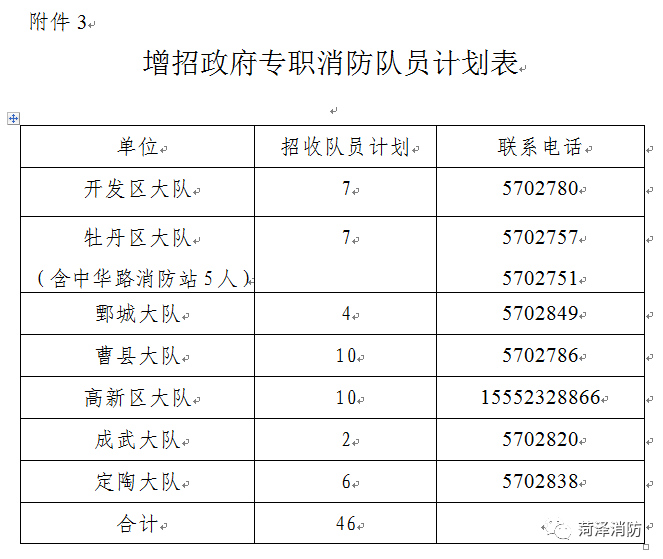 附件 3
增招政府专职消防队员计划表
单位 招收队员计划 联系电话
开发区大队 7 5702780
牡丹区大队 7 5702757
（含中华路消防站 5 人） 5702751
鄄城大队 4 5702849
曹县大队 10 5702786
高新区大队 10 15552328866
成武大队 2 5702820
定陶大队 6 5702838
合计 46
菏泽消防